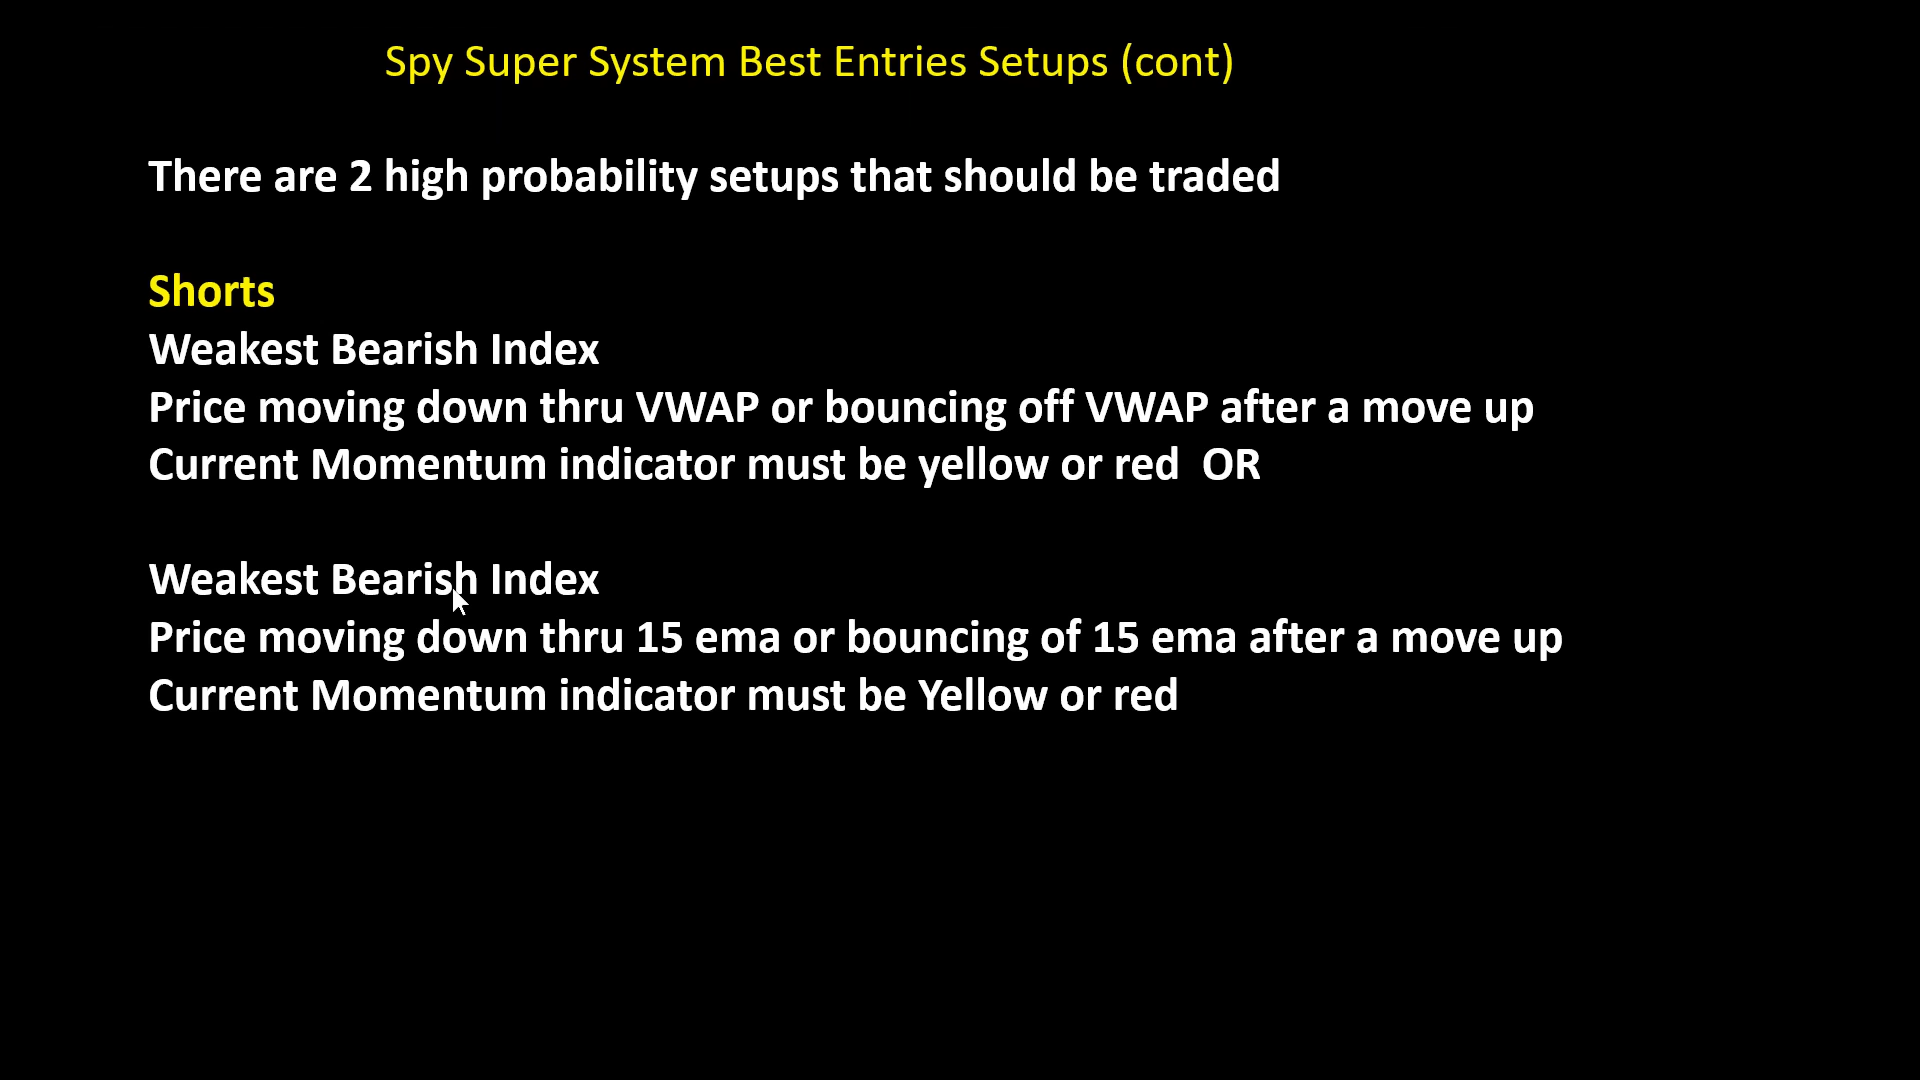 Spy Super System Best Entries Setups (cont)
There are 2 high probability setups that should be traded
Shorts
Weakest Bearish Index
Price moving down thru VWAP or bouncing off VWAP after a move up
Current Momentum indicator must be yellow or red  OR
Weakest Bearish Index
Price moving down thru 15 ema or bouncing of 15 ema after a move up
Current Momentum indicator must be Yellow or red